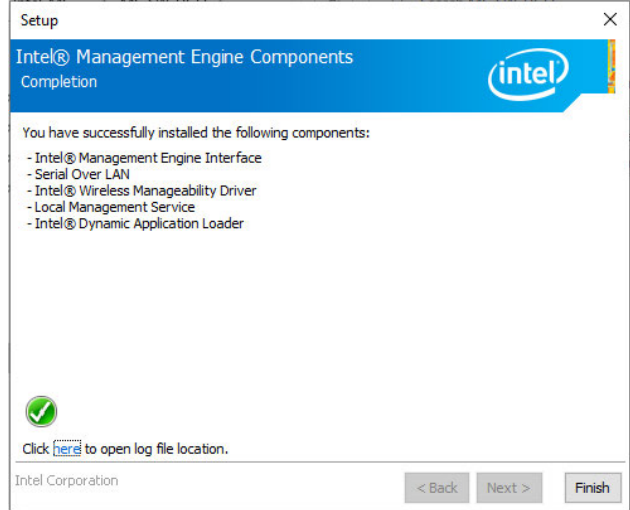 Setup
Intel® Management Engine Components
Completion
intel
You have successfully installed the following components:
- Intel® Management Engine Interface
- Serial Over LAN
- Intel® Wireless Manageability Driver
- Local Management Service
- Intel® Dynamic Application Loader
Click here to open log file location.
Intel Corporation
< Back Next > Finish